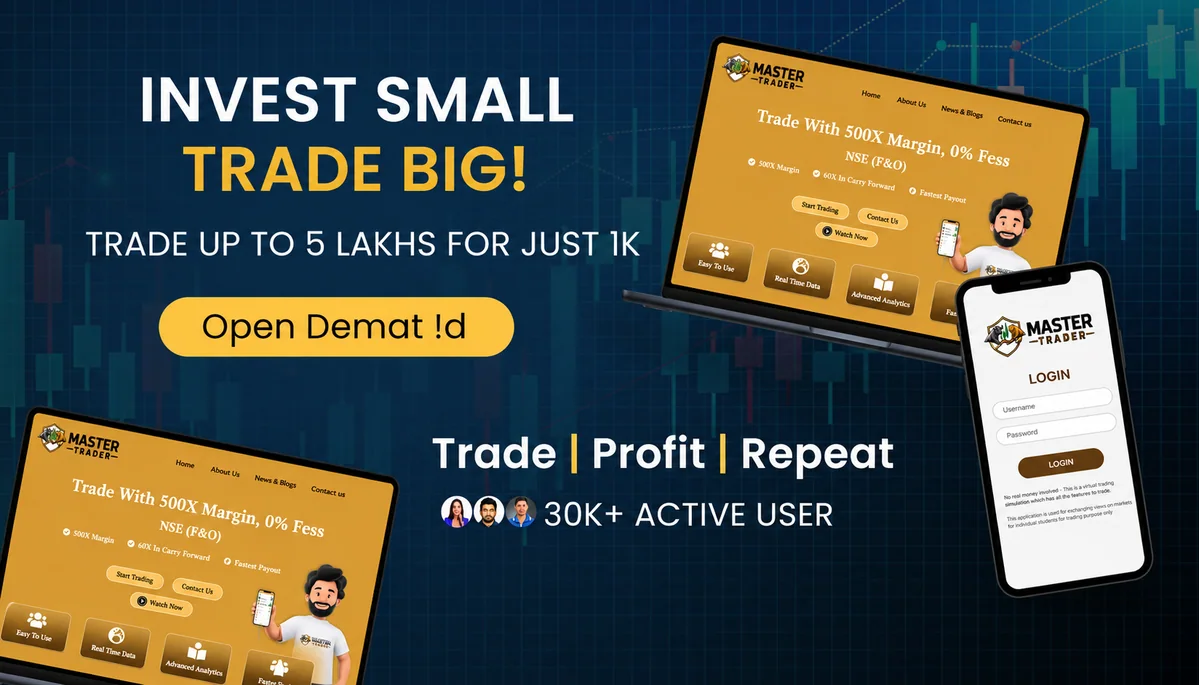 INVEST SMALL
TRADE BIG!
TRADE UP TO 5 LAKHS FOR JUST 1K
Open Demat !d
MASTER
TRADER
Home About Us News & Blogs Contact us
Trade With 500X Margin, 0% Fess
NSE (F&O)
500X Margin 60X In Carry Forward Fastest Payout
Start Trading Contact Us
Watch Now
Easy To Use Real Time Data Advanced Analytics
MASTER
TRADER
LOGIN
Username
Password
LOGIN
No real money involved - This is a virtual trading
simulation which has all the features to trade.
This application is used for exchanging views on markets
for individual students for trading purpose only
Trade | Profit | Repeat
30K+ ACTIVE USER
MASTER
TRADER
Home About Us News & Blogs Contact us
Trade With 500X Margin, 0% Fess
NSE (F&O)
500X Margin 60X In Carry Forward Fastest Payout
Start Trading Contact Us
Watch Now
MASTER
TRADER
Easy To Use Real Time Data Advanced Analytics